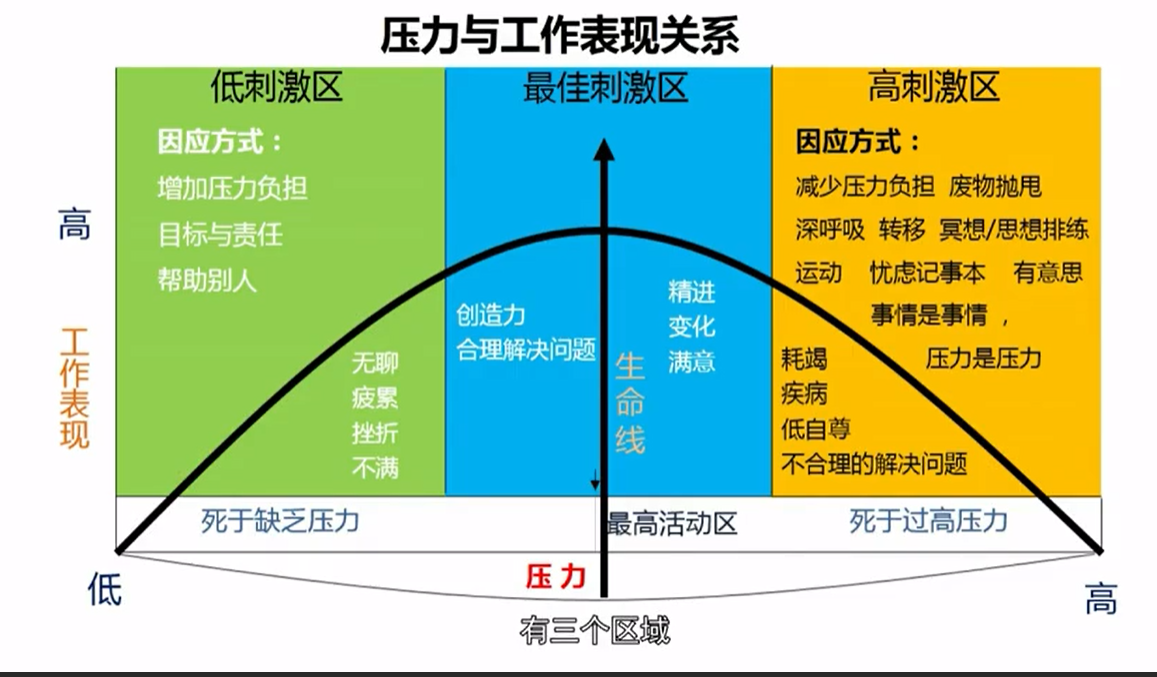 压力与工作表现关系
低刺激区
因应方式：
增加压力负担
目标与责任
帮助别人
无聊
疲累
挫折
不满
最佳刺激区
创造力
合理解决问题
精进
变化
满意
生命线
高刺激区
因应方式：
减少压力负担 废物抛甩
深呼吸 转移 冥想/思想排练
运动 忧虑记事本 有意思
事情是事情，
压力是压力
耗竭
疾病
低自尊
不合理的解决问题
高
工作表现
低
死于缺乏压力
最高活动区
死于过高压力
压力
高
有三个区域